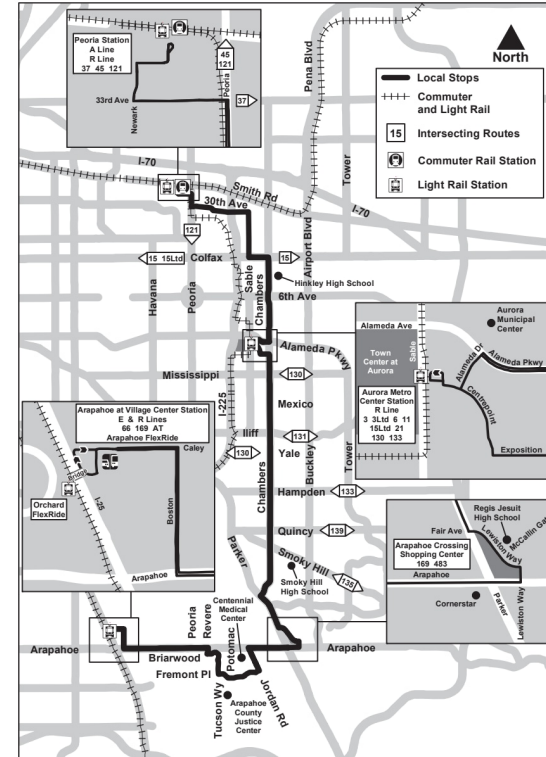 Peoria Station
A Line
R Line
37 45 121
45
121
Peoria
33rd Ave
37
Newark
Pena Blvd
North
Local Stops
Commuter
and Light Rail
15 Intersecting Routes
Commuter Rail Station
Light Rail Station
Tower
I-70
Smith Rd
30th Ave
I-70
121
Airport Blvd
15 15Ltd Colfax
15
Hinkley High School
6th Ave
Havana
Peoria
Sable
Chambers
Alameda Pkwy
Mississippi
130
I-225
Mexico
Iliff
131
130
Yale
Chambers
Buckley
Tower
Hampden
133
Parker
Quincy
139
Smoky Hill
135
Smoky Hill
High School
Aurora
Municipal
Center
Alameda Ave
Sable
Town
Center at
Aurora
Alameda Dr
Alameda Pkwy
Aurora Metro
Center Station
R Line
3 3Ltd 6 11
15Ltd 21
130 133
Centrepoint
Exposition
Arapahoe at Village Center Station
E & R Lines
66 169 AT
Arapahoe FlexRide
Caley
Bridge
Orchard
FlexRide
I-25
Boston
Arapahoe
Regis Jesuit
High School
Fair Ave
Lewiston Way
McCallin Gate
Arapahoe Crossing
Shopping Center
169 483
Arapahoe
Cornerstar
Parker
Lewiston Way
Centennial
Medical
Center
Peoria
Revere
Potomac
Arapahoe
Arapahoe
Briarwood
Fremont Pl
Tucson Wy
Jordan Rd
Arapahoe
County
Justice
Center